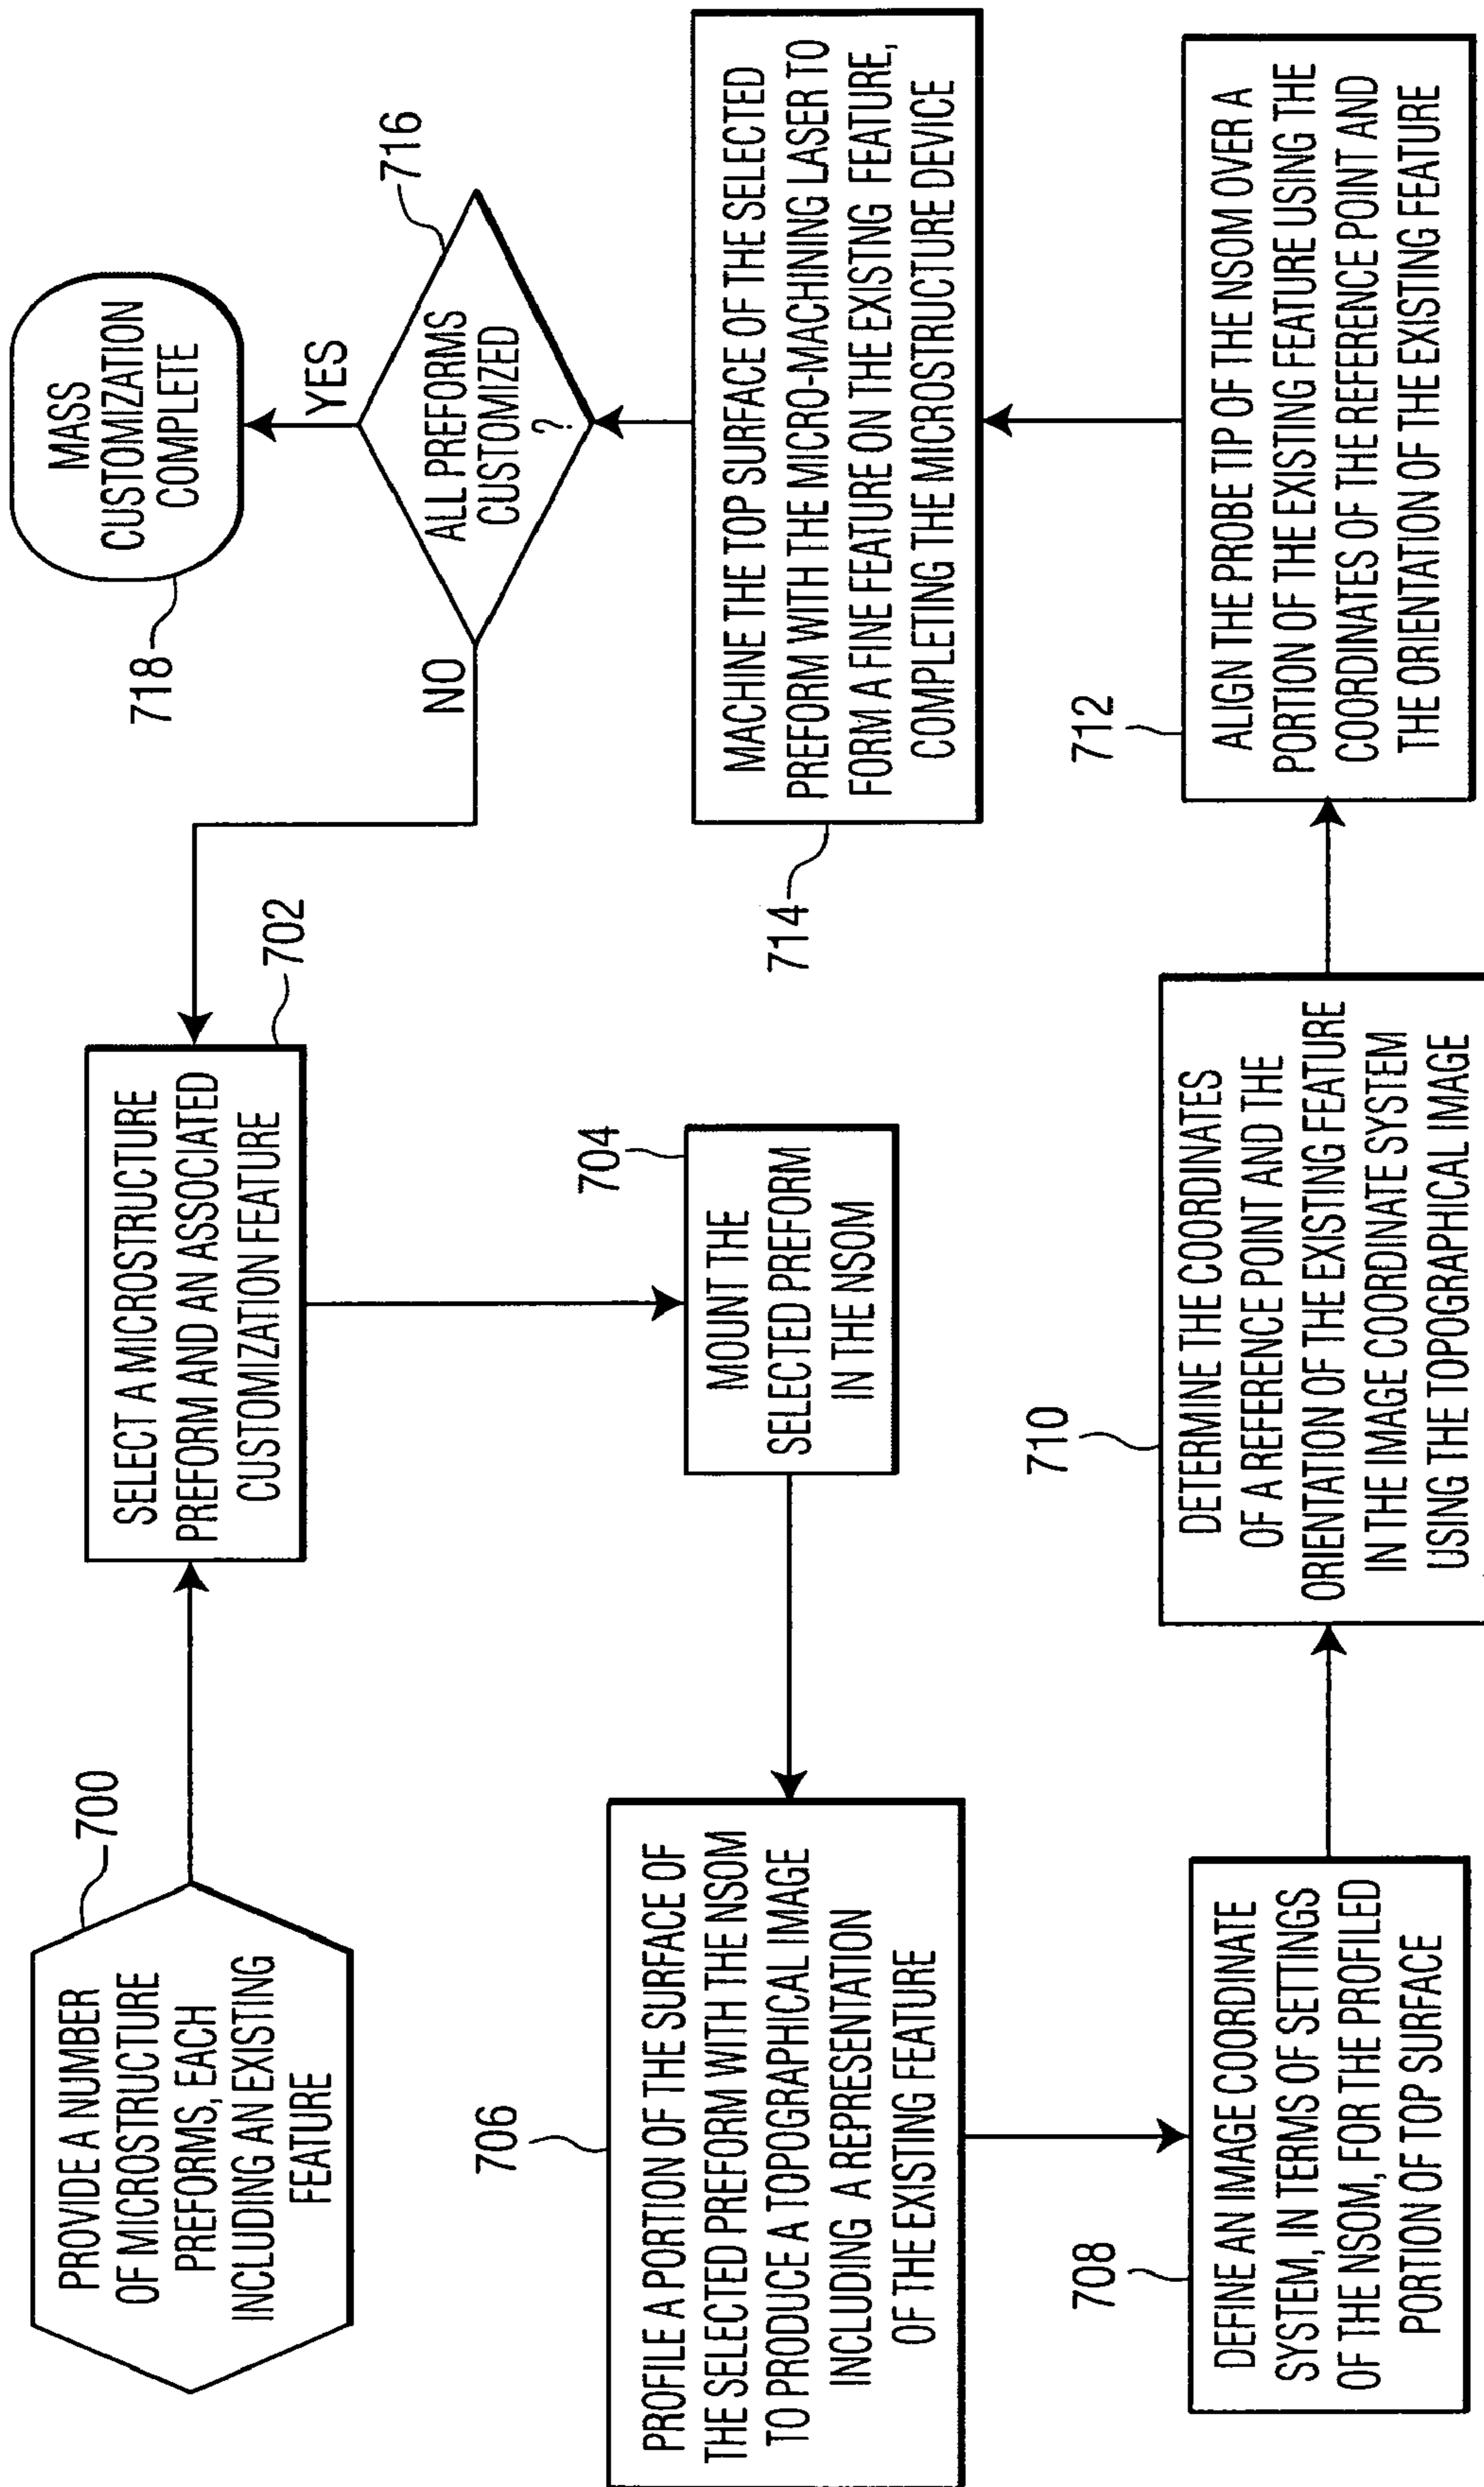 700
PROVIDE A NUMBER
OF MICROSTRUCTURE
PREFORMS, EACH
INCLUDING AN EXISTING
FEATURE
702
SELECT A MICROSTRUCTURE
PREFORM AND AN ASSOCIATED
CUSTOMIZATION FEATURE
704
MOUNT THE
SELECTED PREFORM
IN THE NSOM
706
PROFILE A PORTION OF THE SURFACE OF
THE SELECTED PREFORM WITH THE NSOM
TO PRODUCE A TOPOGRAPHICAL IMAGE
INCLUDING A REPRESENTATION
OF THE EXISTING FEATURE
708
DEFINE AN IMAGE COORDINATE
SYSTEM, IN TERMS OF SETTINGS
OF THE NSOM, FOR THE PROFILED
PORTION OF TOP SURFACE
710
DETERMINE THE COORDINATES
OF A REFERENCE POINT AND THE
ORIENTATION OF THE EXISTING FEATURE
IN THE IMAGE COORDINATE SYSTEM
USING THE TOPOGRAPHICAL IMAGE
712
ALIGN THE PROBE TIP OF THE NSOM OVER A
PORTION OF THE EXISTING FEATURE USING THE
COORDINATES OF THE REFERENCE POINT AND
THE ORIENTATION OF THE EXISTING FEATURE
714
MACHINE THE TOP SURFACE OF THE SELECTED
PREFORM WITH THE MICRO-MACHINING LASER TO
FORM A FINE FEATURE ON THE EXISTNG FEATURE,
COMPLETING THE MICROSTRUCTURE DEVICE
716
ALL PREFORMS
CUSTOMIZED
?
NO
YES
718
MASS
CUSTOMIZATION
COMPLETE